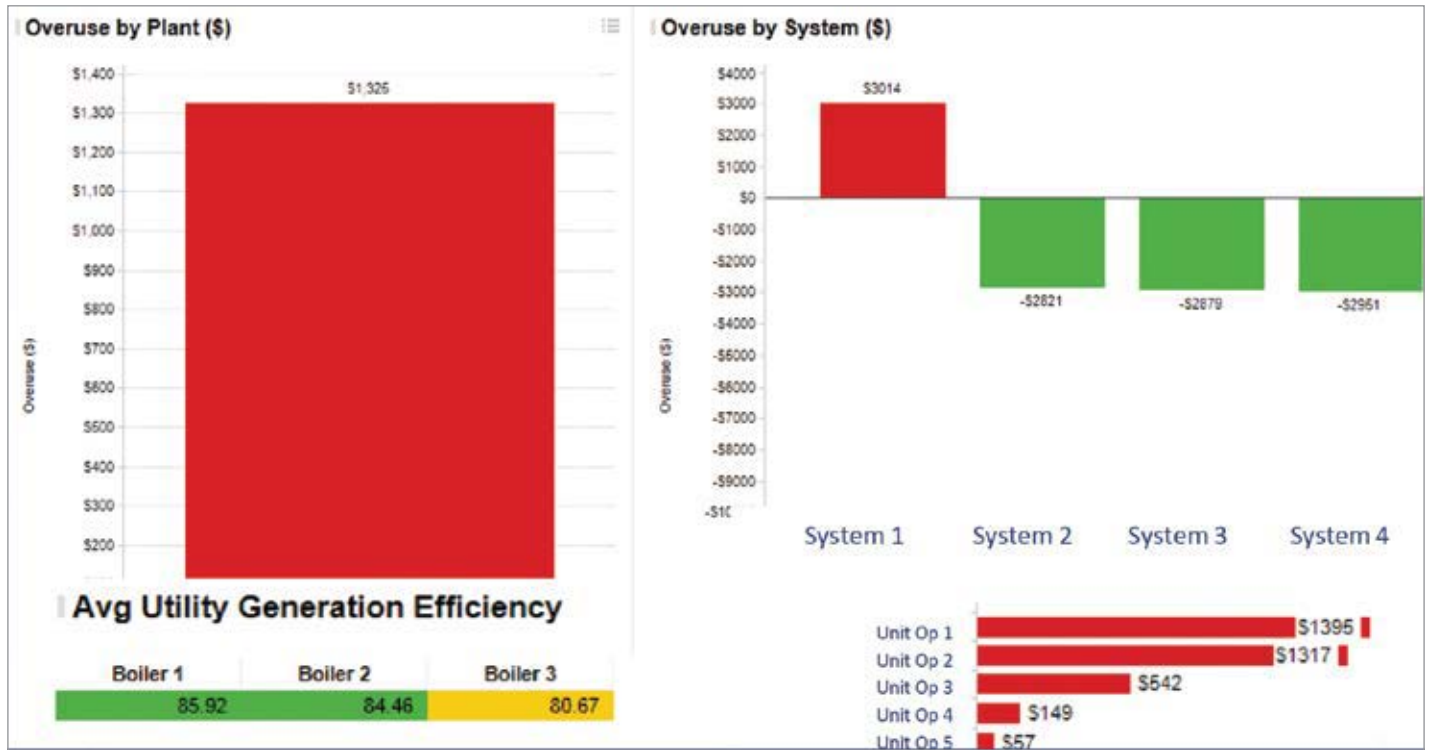 Overuse by Plant ($)
$1,400
$1,325
$1,300
$1,200
$1,100
$1,000
$900
$800
$700
$600
$500
$400
$300
$200
Overuse ($)
Avg Utility Generation Efficiency
Boiler 1 Boiler 2 Boiler 3
85.92 84.46 80.67
Overuse by System ($)
$4000
$3014
$3000
$2000
$1000
$0
-$1000
-$2000
-$3000
-$2821 -$2879 -$2951
-$4000
-$5000
-$6000
-$7000
-$8000
-$9000
-$10
Overuse ($)
System 1 System 2 System 3 System 4
Unit Op 1 $1395
Unit Op 2 $1317
Unit Op 3 $542
Unit Op 4 $149
Unit Op 5 $57